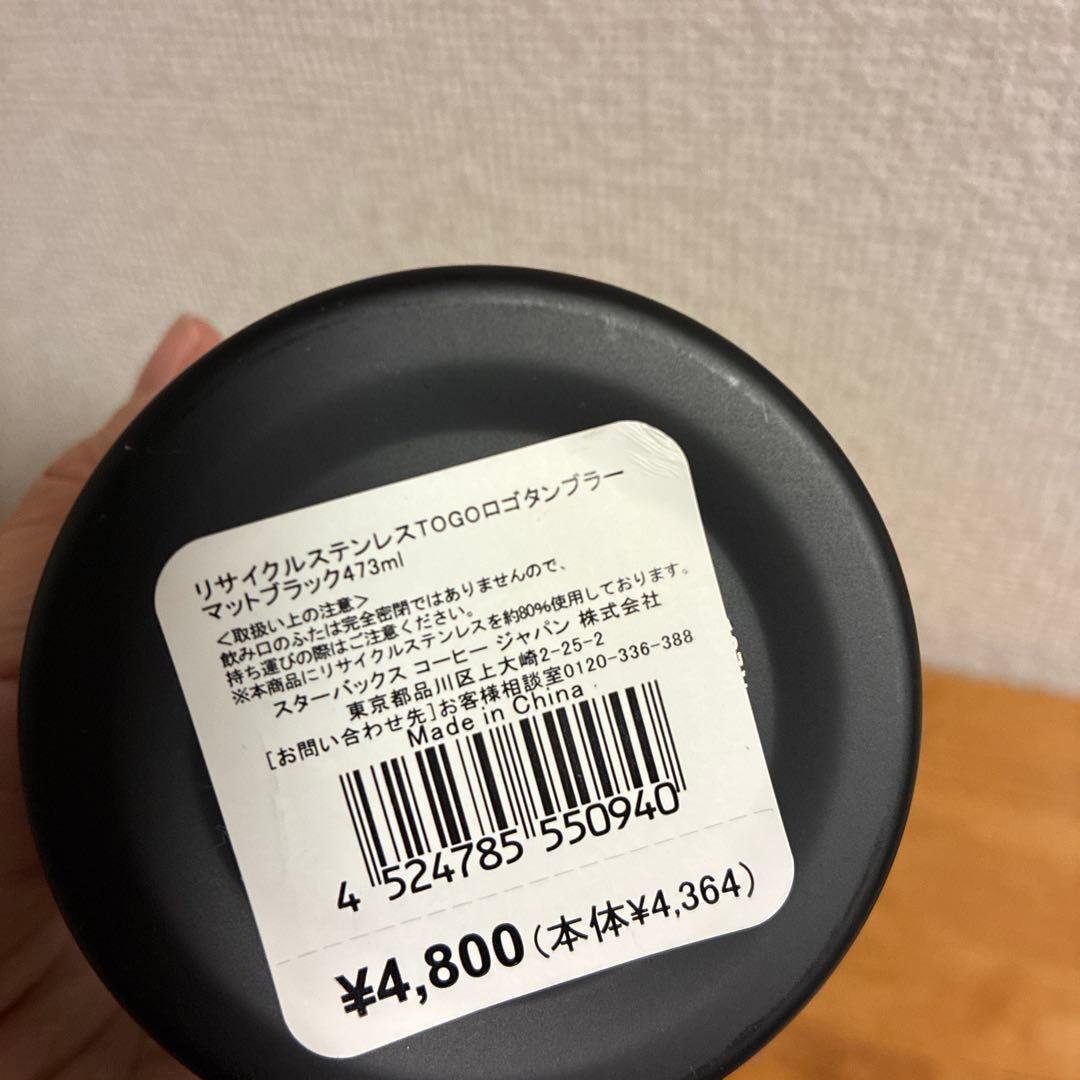 リサイクルステンレスTOGOロゴタンブラー
マットブラック473ml
<取扱い上の注意>
飲み口のふたは完全密閉ではありませんので、
持ち運びの際はご注意ください。
※本商品にリサイクルステンレスを約80%使用しております。
スターバックス コーヒー ジャパン 株式会社
東京都品川区上大崎2-25-2
[お問い合わせ先]お客様相談室0120-336-388
Made in China
4 524785 550940
¥4,800(本体¥4,364)